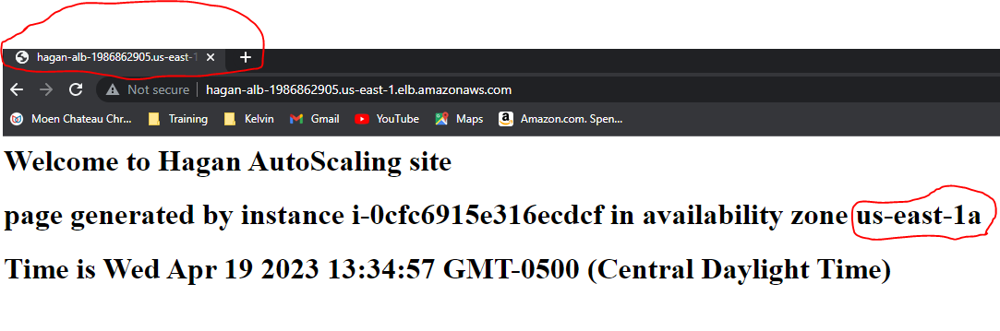 hagan-alb-1986862905.us-east-1
Not secure hagan-alb-1986862905.us-east-1.elb.amazonaws.com
Moen Chateau Chr... Training Kelvin Gmail YouTube Maps Amazon.com. Spen...
Welcome to Hagan AutoScaling site
page generated by instance i-0cfc6915e316ecdcf in availability zone us-east-1a
Time is Wed Apr 19 2023 13:34:57 GMT-0500 (Central Daylight Time)